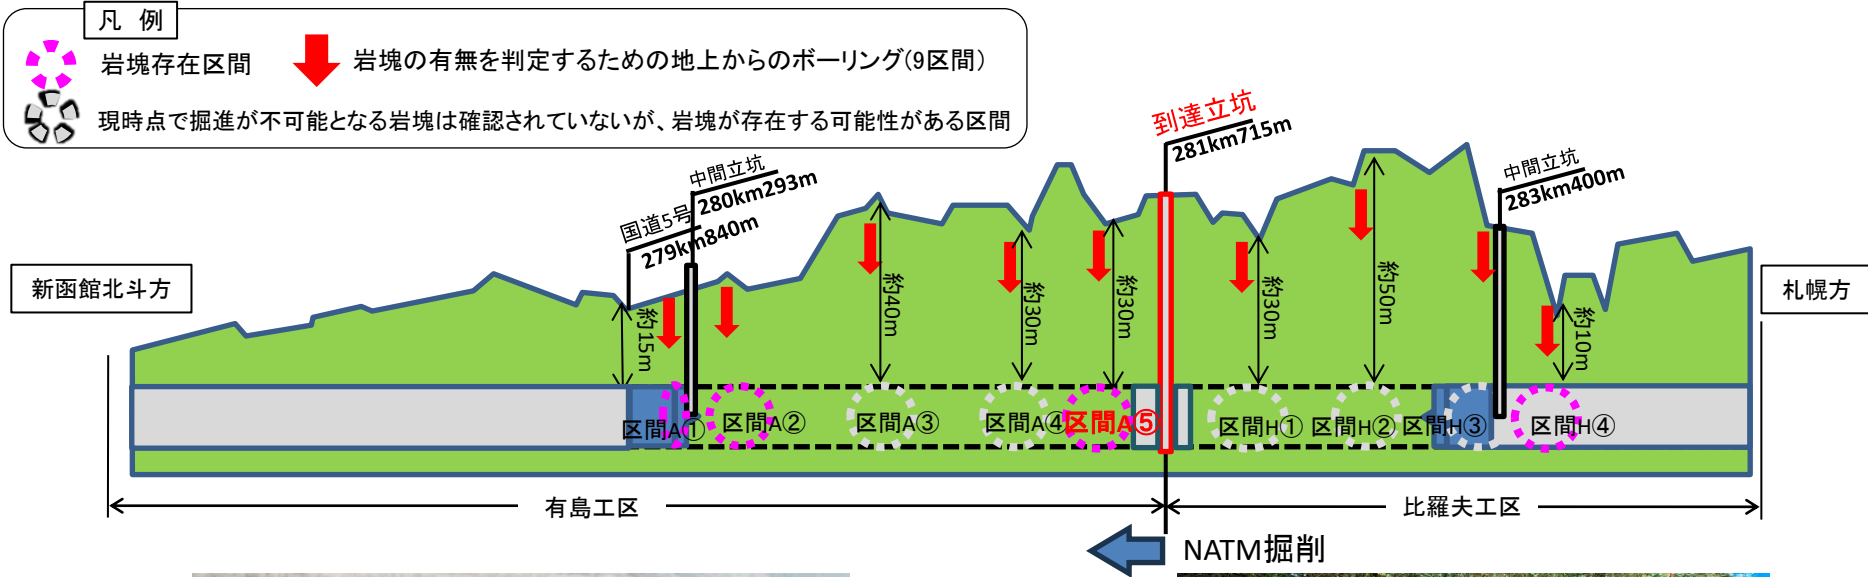 凡 例
岩塊存在区間
岩塊の有無を判定するための地上からのボーリング(9区間)
現時点で掘進が不可能となる岩塊は確認されていないが、岩塊が存在する可能性がある区間
到達立坑
281km715m
中間立坑
280km293m
中間立坑
283km400m
国道5号
279km840m
新函館北斗方
札幌方
約15m
約40m
約30m
約30m
約30m
約50m
約10m
区間A①
区間A②
区間A③
区間A④
区間A⑤
区間H①
区間H②
区間H③
区間H④
有島工区
比羅夫工区
NATM掘削